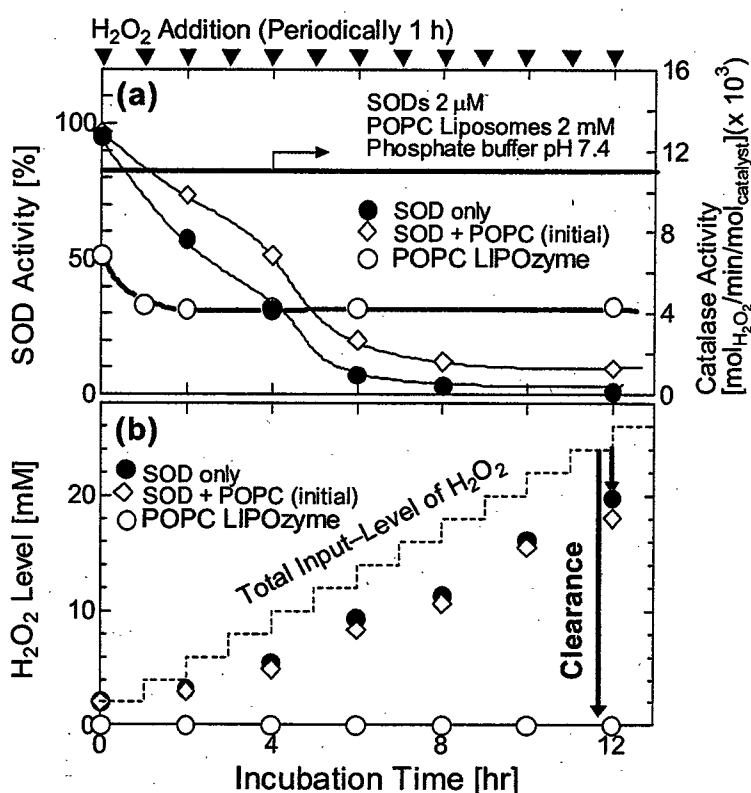 H₂O₂ Addition (Periodically 1 h)
(a)
SODs 2 μM
POPC Liposomes 2 mM
Phosphate buffer pH 7.4
SOD only
SOD + POPC (initial)
POPC LIPOzyme
SOD Activity [%]
100
50
0
16
12
8
4
0
Catalase Activity
[mol_H₂O₂/min/mol_catalyst](x 10³)
(b)
SOD only
SOD + POPC (initial)
POPC LIPOzyme
Total Input–Level of H₂O₂
Clearance
H₂O₂ Level [mM]
20
10
0
0 4 8 12
Incubation Time [hr]